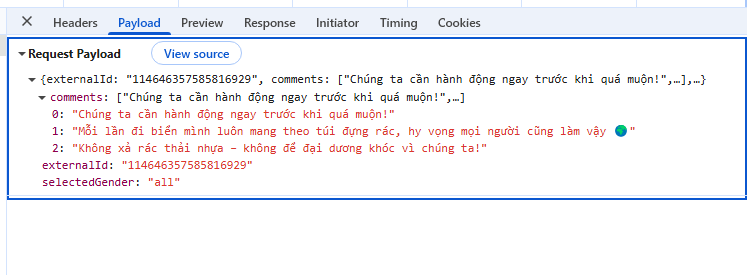 Headers Payload Preview Response Initiator Timing Cookies
Request Payload View source
{externalId: "114646357585816929", comments: ["Chúng ta cần hành động ngay trước khi quá muộn!",…],…}
comments: ["Chúng ta cần hành động ngay trước khi quá muộn!",…]
0: "Chúng ta cần hành động ngay trước khi quá muộn!"
1: "Mỗi lần đi biển mình luôn mang theo túi đựng rác, hy vọng mọi người cũng làm vậy 🌎"
2: "Không xả rác thải nhựa – không để đại dương khóc vì chúng ta!"
externalId: "114646357585816929"
selectedGender: "all"